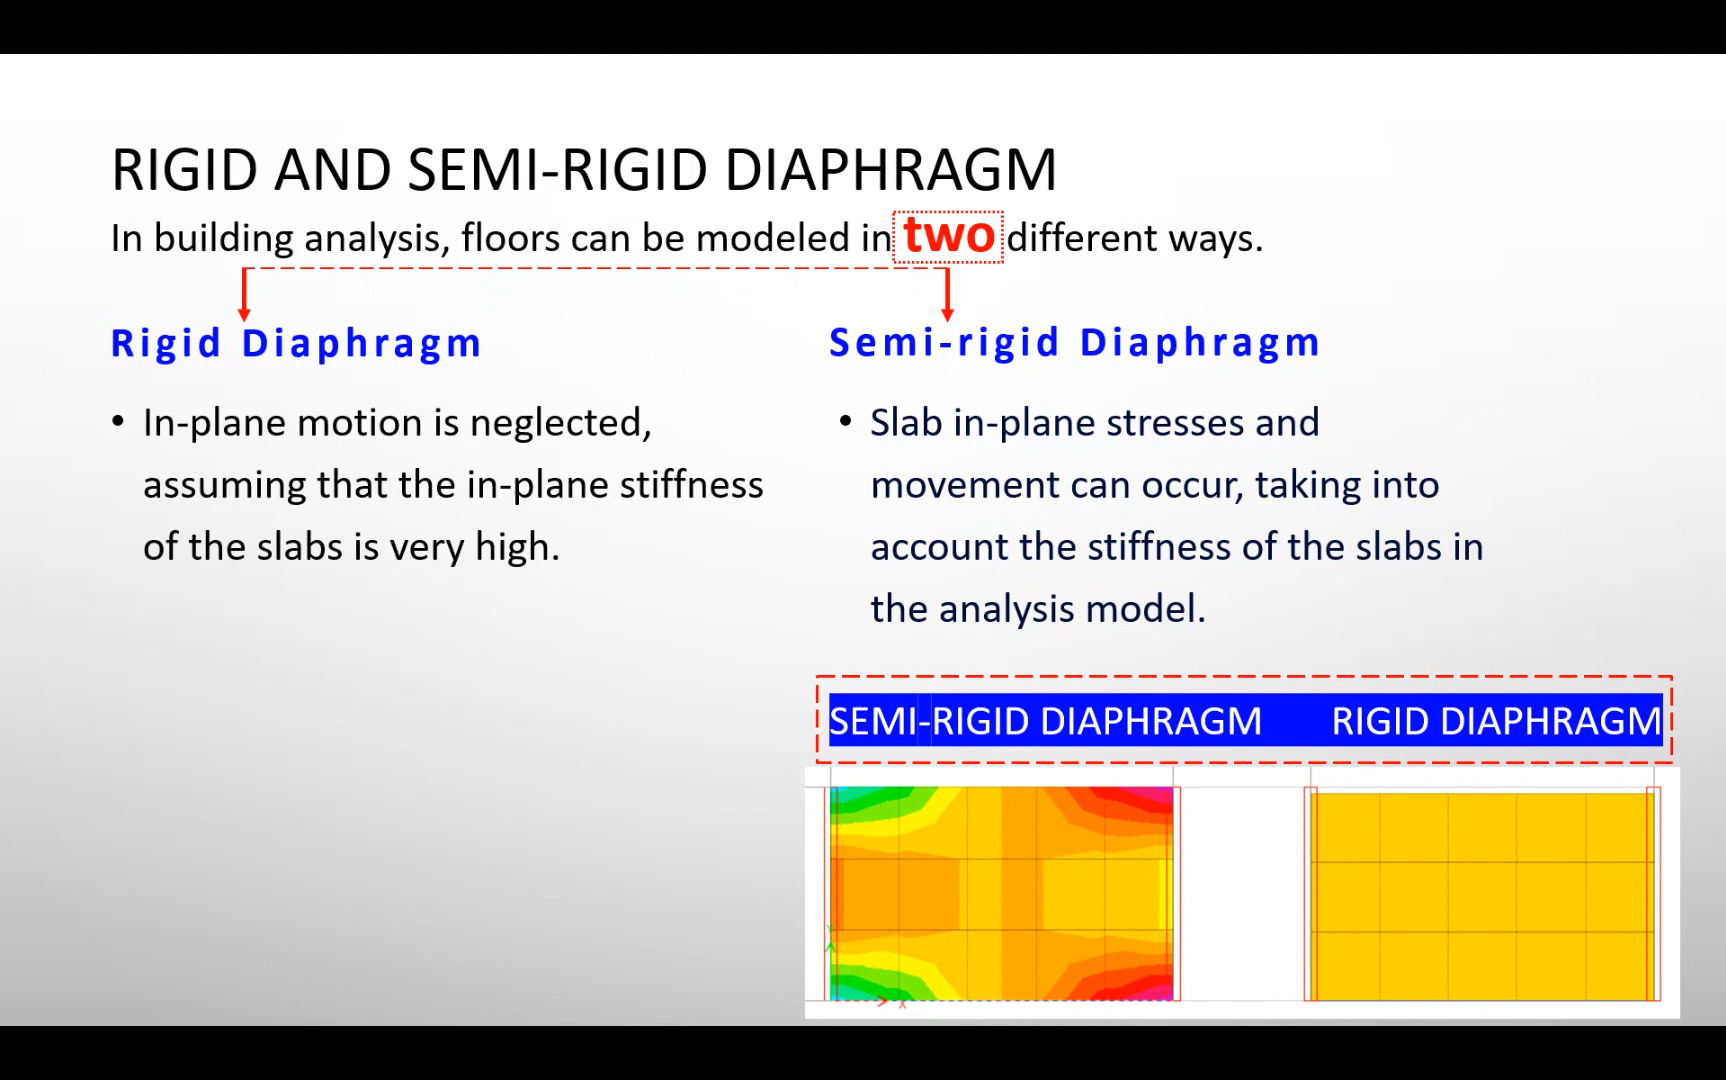 RIGID AND SEMI-RIGID DIAPHRAGM
In building analysis, floors can be modeled in two different ways.
Rigid Diaphragm
• In-plane motion is neglected,
assuming that the in-plane stiffness
of the slabs is very high.
Semi-rigid Diaphragm
• Slab in-plane stresses and
movement can occur, taking into
account the stiffness of the slabs in
the analysis model.
SEMI-RIGID DIAPHRAGM RIGID DIAPHRAGM
Y
X